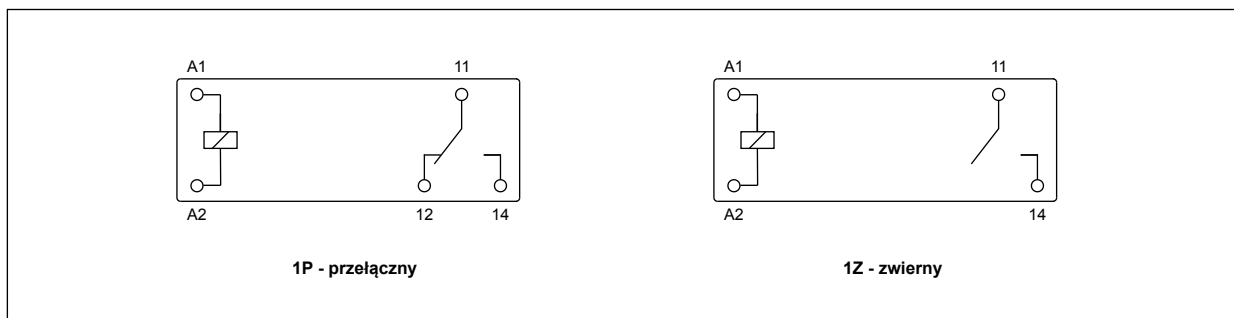 A1 11
A2 12 14
1P - przełączny
A1 11
A2 14
1Z - zwierny